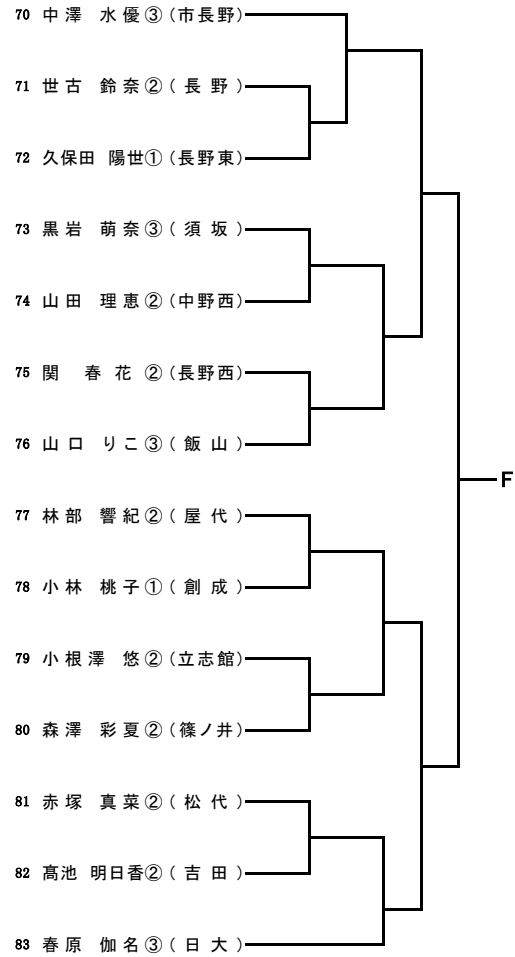 70 中澤 水優③(市長野)
71 世古 鈴奈②(長野)
72 久保田 陽世①(長野東)
73 黒岩 萌奈③(須坂)
74 山田 理恵②(中野西)
75 関 春花②(長野西)
76 山口 りこ③(飯山)
F
77 林部 響紀②(屋代)
78 小林 桃子①(創成)
79 小根澤 悠②(立志館)
80 森澤 彩夏②(篠ノ井)
81 赤塚 真菜②(松代)
82 髙池 明日香②(吉田)
83 春原 伽名③(日大)